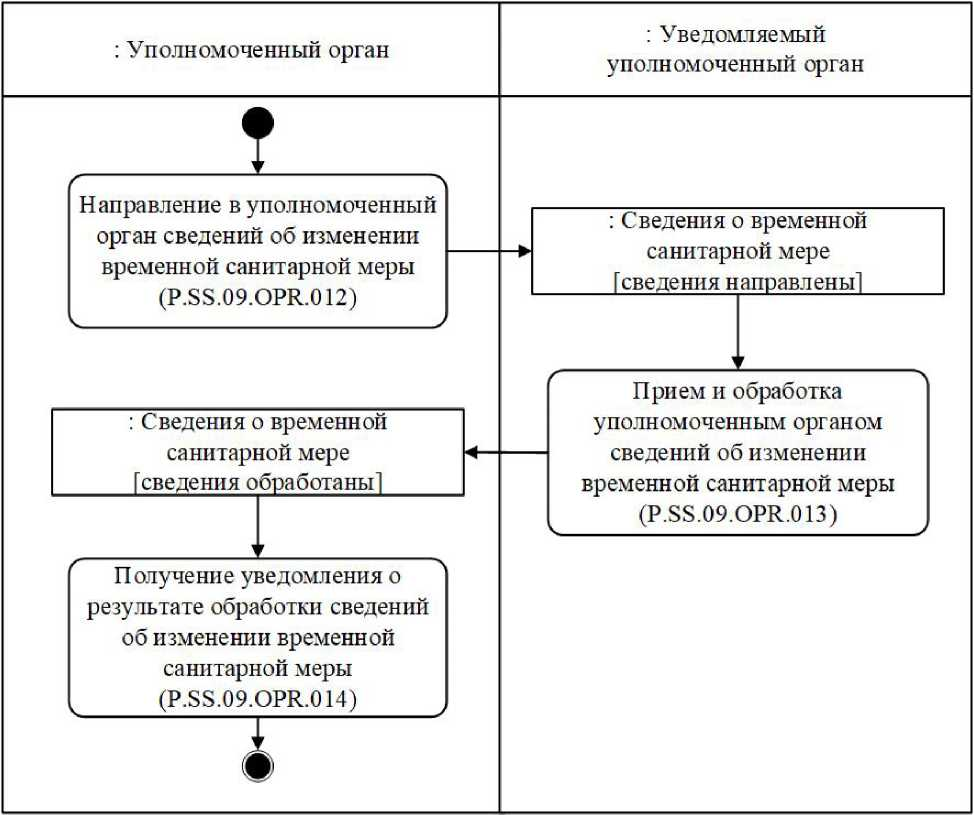 : Уполномоченный орган
: Уведомляемый
уполномоченный орган
Направление в уполномоченный
орган сведений об изменении
временной санитарной меры
(P.SS.09.OPR.012)
: Сведения о временной
санитарной мере
[сведения направлены]
Прием и обработка
уполномоченным органом
сведений об изменении
временной санитарной меры
(P.SS.09.OPR.013)
: Сведения о временной
санитарной мере
[сведения обработаны]
Получение уведомления о
результате обработки сведений
об изменении временной
санитарной меры
(P.SS.09.OPR.014)